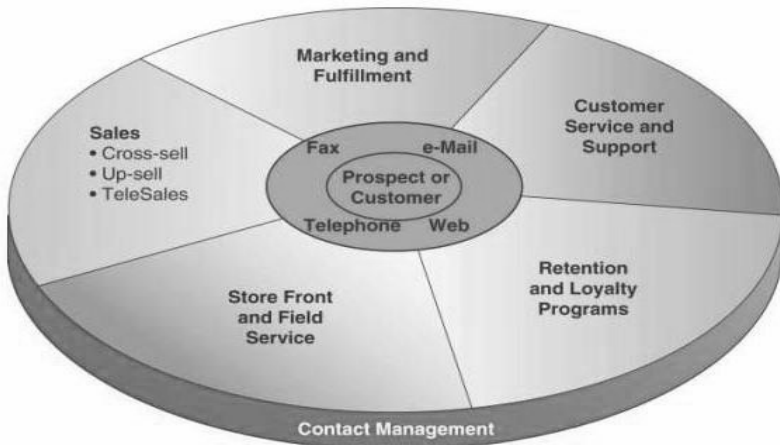 Marketing and
Fulfillment
Customer
Service and
Support
Sales
• Cross-sell
• Up-sell
• TeleSales
Fax e-Mail
Prospect or
Customer
Telephone Web
Retention
and Loyalty
Programs
Store Front
and Field
Service
Contact Management